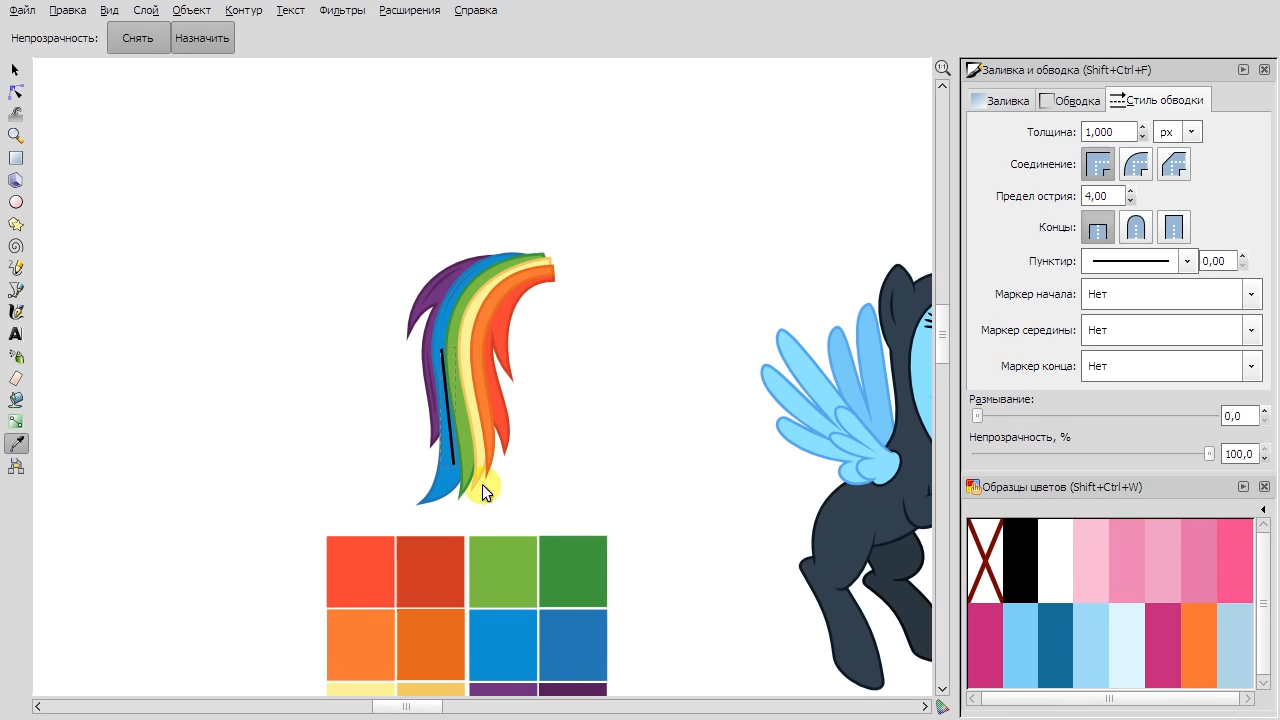 Файл Правка Вид Слой Объект Контур Текст Фильтры Расширения Справка
Непрозрачность: Снять Назначить
1:1
Заливка и обводка (Shift+Ctrl+F)
Заливка Обводка Стиль обводки
Толщина: 1,000 px
Соединение:
Предел острия: 4,00
Концы:
Пунктир: 0,00
Маркер начала: Нет
Маркер середины: Нет
Маркер конца: Нет
Размывание:
0,0
Непрозрачность, %
100,0
Образцы цветов (Shift+Ctrl+W)
A